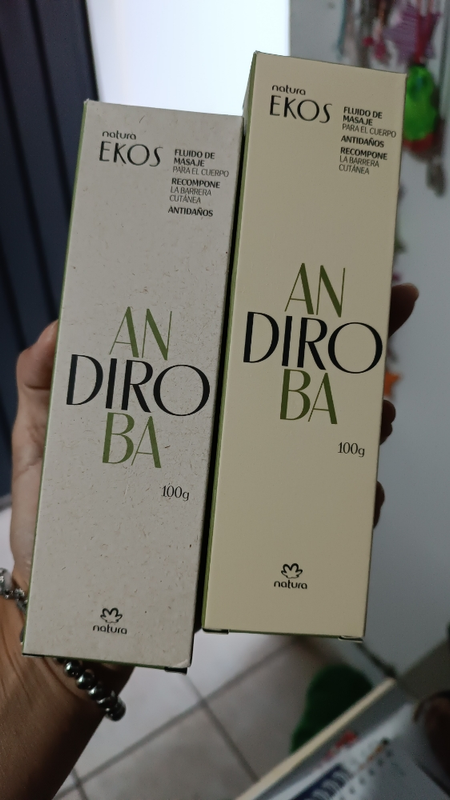 natura
EKOS
FLUIDO DE
MASAJE
PARA EL CUERPO
RECOMPONE
LA BARRERA
CUTÁNEA
ANTIDAÑOS
AN
DIRO
BA
100g
natura
natura
EKOS
FLUIDO DE
MASAJE
PARA EL CUERPO
ANTIDAÑOS
RECOMPONE
LA BARRERA
CUTÁNEA
AN
DIRO
BA
100g
natura